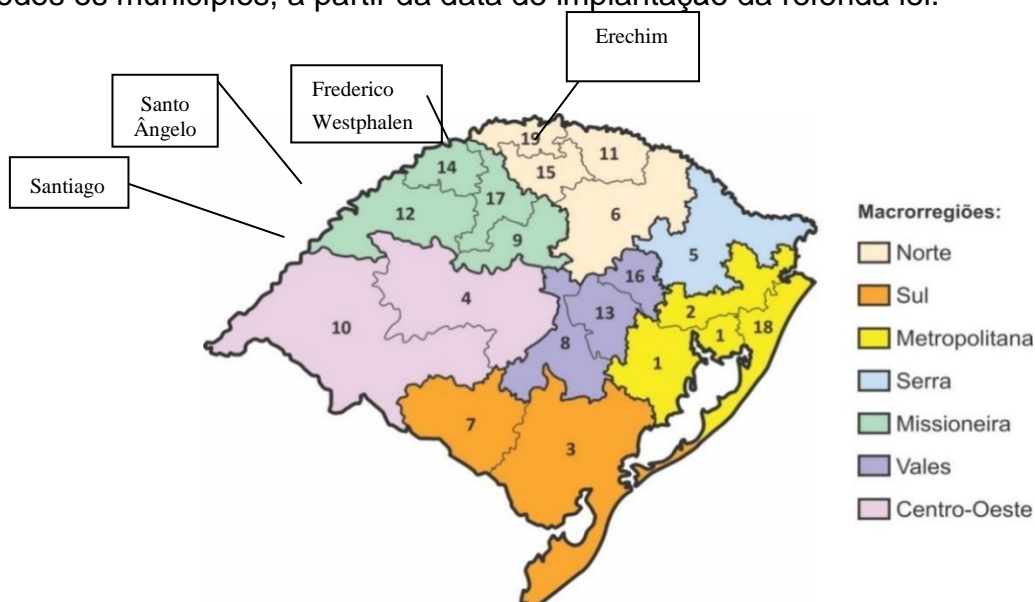 odos os municípios, a partir da data de implantação da referida lei.
Erechim
Frederico
Westphalen
Santo
Ângelo
Santiago
19
11
14
15
17
12
6
9
5
16
4
13
2
18
10
1
8
1
7
3
Macrorregiões:
Norte
Sul
Metropolitana
Serra
Missioneira
Vales
Centro-Oeste